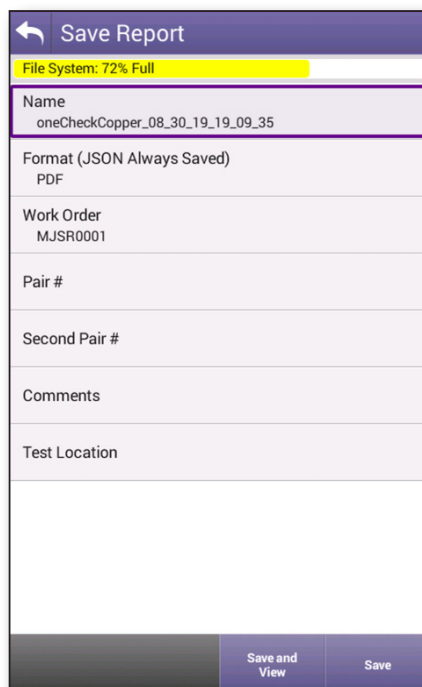 Save Report
File System: 72% Full
Name
oneCheckCopper_08_30_19_19_09_35
Format (JSON Always Saved)
PDF
Work Order
MJSR0001
Pair #
Second Pair #
Comments
Test Location
Save and
View
Save